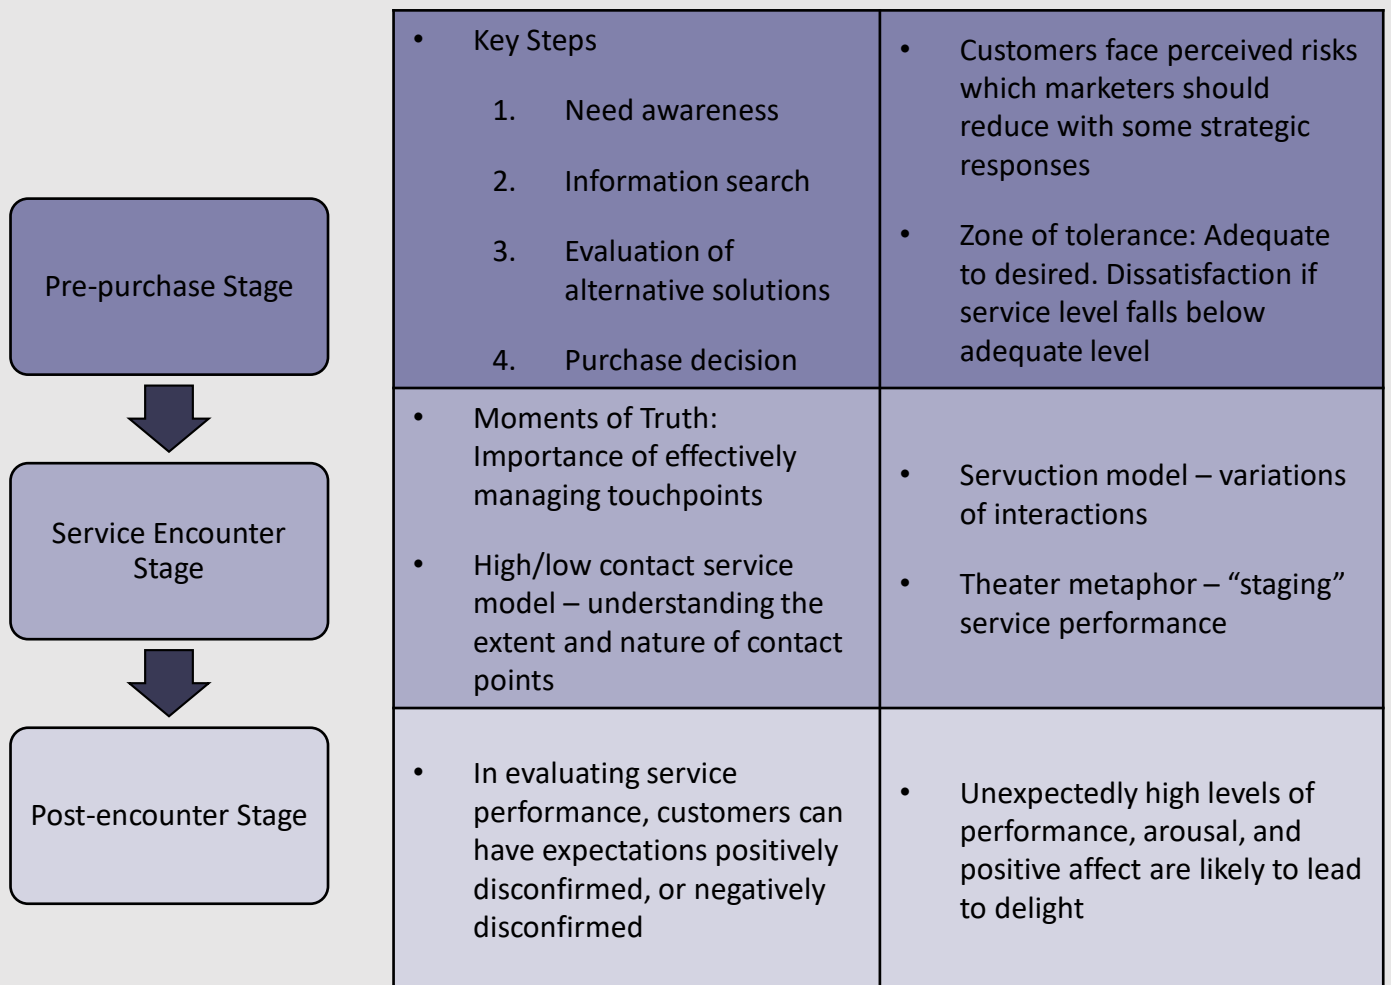 Pre-purchase Stage
• Key Steps
1. Need awareness
2. Information search
3. Evaluation of
alternative solutions
4. Purchase decision
• Customers face perceived risks
which marketers should
reduce with some strategic
responses
• Zone of tolerance: Adequate
to desired. Dissatisfaction if
service level falls below
adequate level
Service Encounter
Stage
• Moments of Truth:
Importance of effectively
managing touchpoints
• High/low contact service
model – understanding the
extent and nature of contact
points
• Servuction model – variations
of interactions
• Theater metaphor – “staging”
service performance
Post-encounter Stage
• In evaluating service
performance, customers can
have expectations positively
disconfirmed, or negatively
disconfirmed
• Unexpectedly high levels of
performance, arousal, and
positive affect are likely to lead
to delight